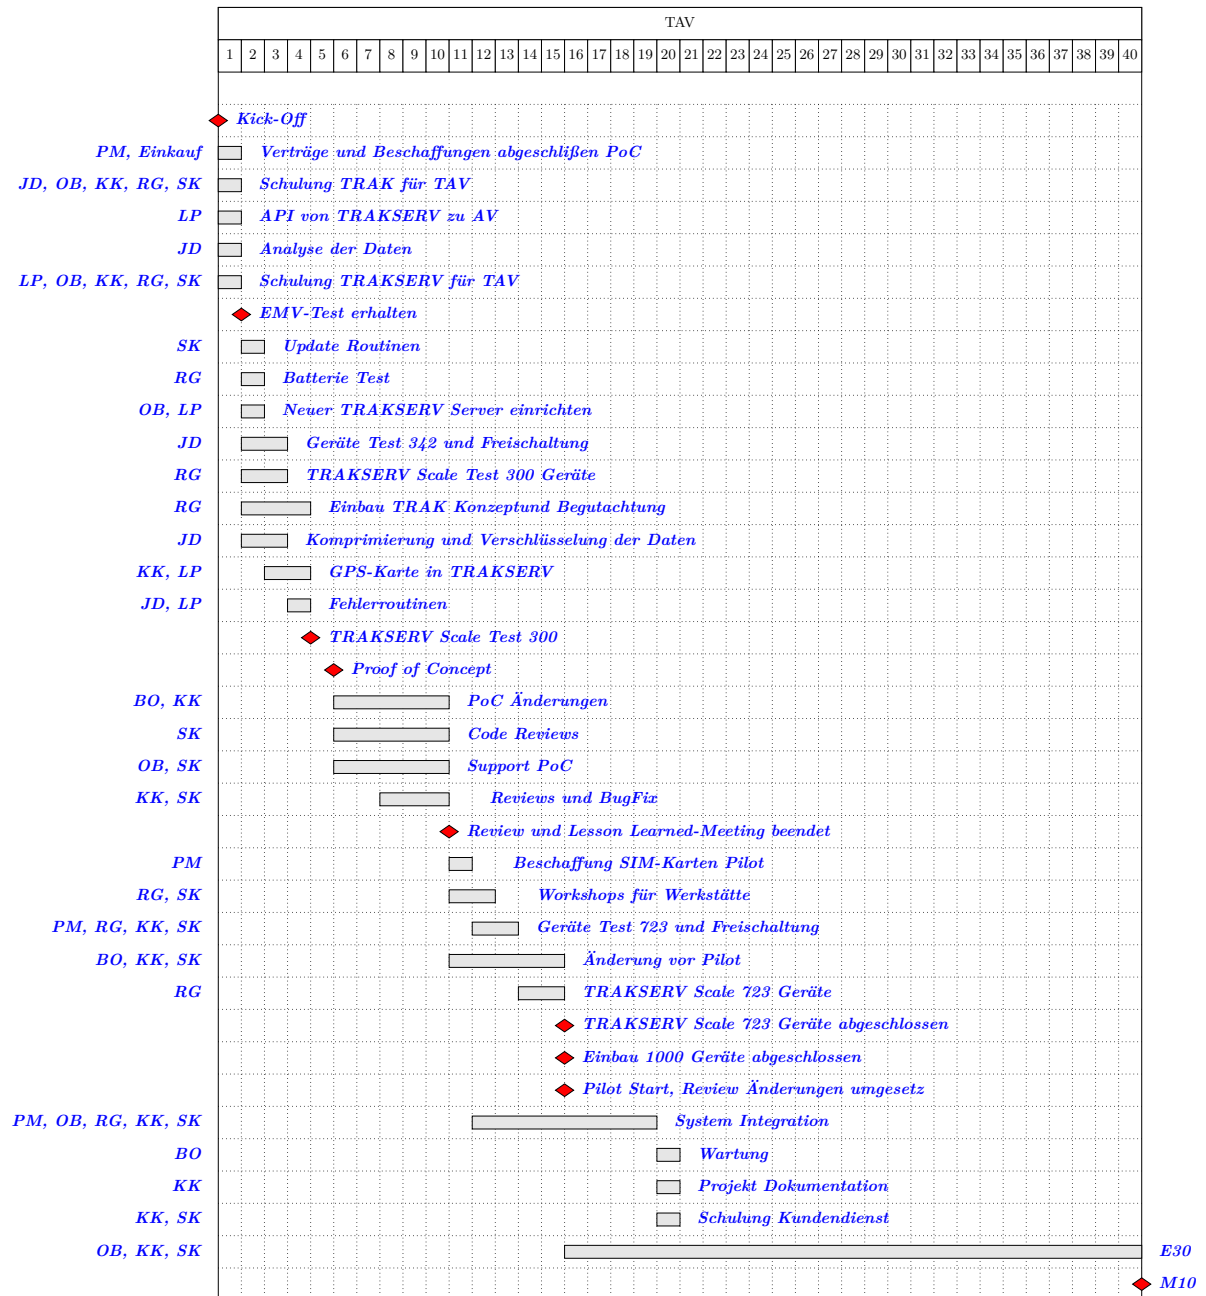 TAV
1 2 3 4 5 6 7 8 9 10 11 12 13 14 15 16 17 18 19 20 21 22 23 24 25 26 27 28 29 30 31 32 33 34 35 36 37 38 39 40
Kick-Off
PM, Einkauf Verträge und Beschaffungen abgeschlißen PoC
JD, OB, KK, RG, SK Schulung TRAK für TAV
LP API von TRAKSERV zu AV
JD Analyse der Daten
LP, OB, KK, RG, SK Schulung TRAKSERV für TAV
EMV-Test erhalten
SK Update Routinen
RG Batterie Test
OB, LP Neuer TRAKSERV Server einrichten
JD Geräte Test 342 und Freischaltung
RG TRAKSERV Scale Test 300 Geräte
RG Einbau TRAK Konzeptund Begutachtung
JD Komprimierung und Verschlüsselung der Daten
KK, LP GPS-Karte in TRAKSERV
JD, LP Fehlerroutinen
TRAKSERV Scale Test 300
Proof of Concept
BO, KK PoC Änderungen
SK Code Reviews
OB, SK Support PoC
KK, SK Reviews und BugFix
Review und Lesson Learned-Meeting beendet
PM Beschaffung SIM-Karten Pilot
RG, SK Workshops für Werkstätte
PM, RG, KK, SK Geräte Test 723 und Freischaltung
BO, KK, SK Änderung vor Pilot
RG TRAKSERV Scale 723 Geräte
TRAKSERV Scale 723 Geräte abgeschlossen
Einbau 1000 Geräte abgeschlossen
Pilot Start, Review Änderungen umgesetz
PM, OB, RG, KK, SK System Integration
BO Wartung
KK Projekt Dokumentation
KK, SK Schulung Kundendienst
OB, KK, SK E30
M10